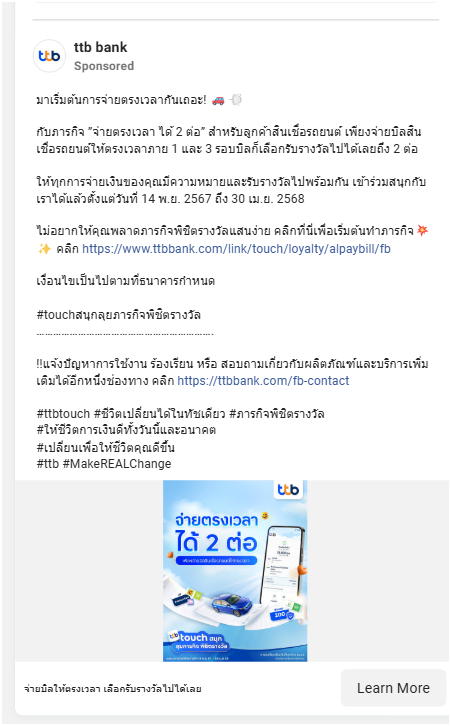 ttb bank
Sponsored
มาเริ่มต้นการจ่ายตรงเวลากันเถอะ! 🚗 💨
กับภารกิจ "จ่ายตรงเวลา ได้ 2 ต่อ" สำหรับลูกค้าสินเชื่อรถยนต์ เพียงจ่ายบิลสิน
เชื่อรถยนต์ให้ตรงเวลาภาย 1 และ 3 รอบบิลก็เลือกรับรางวัลไปได้เลยถึง 2 ต่อ
ให้ทุกการจ่ายเงินของคุณมีความหมายและรับรางวัลไปพร้อมกัน เข้าร่วมสนุกกับ
เราได้แล้วตั้งแต่วันที่ 14 พ.ย. 2567 ถึง 30 เม.ย. 2568
ไม่อยากให้คุณพลาดภารกิจพิชิตรางวัลแสนง่าย คลิกที่นี่เพื่อเริ่มต้นทำภารกิจ 💥
✨ คลิก https://www.ttbbank.com/link/touch/loyalty/alpaybill/fb
เงื่อนไขเป็นไปตามที่ธนาคารกำหนด
#touchสนุกลุยภารกิจพิชิตรางวัล
……………………………………………………
!!แจ้งปัญหาการใช้งาน ร้องเรียน หรือ สอบถามเกี่ยวกับผลิตภัณฑ์และบริการเพิ่ม
เติมได้อีกหนึ่งช่องทาง คลิก https://ttbbank.com/fb-contact
#ttbtouch #ชีวิตเปลี่ยนได้ในทัชเดียว #ภารกิจพิชิตรางวัล
#ให้ชีวิตการเงินดีทั้งวันนี้และอนาคต
#เปลี่ยนเพื่อให้ชีวิตคุณดีขึ้น
#ttb #MakeREALChange
ttb
จ่ายตรงเวลา
ได้ 2 ต่อ
ttb touch สนุก
ลุยภารกิจ พิชิตรางวัล
จ่ายบิลให้ตรงเวลา เลือกรับรางวัลไปได้เลย
Learn More